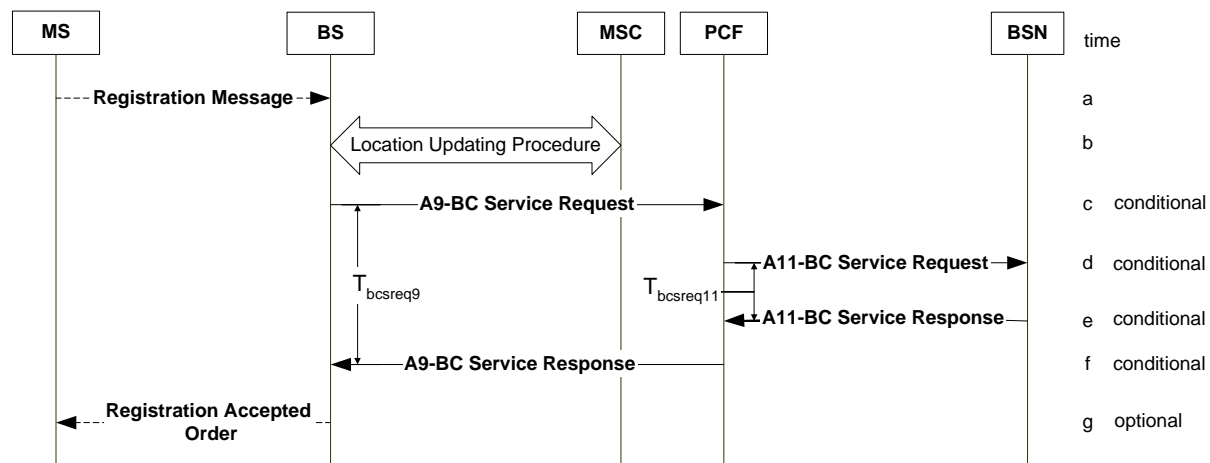 MS BS MSC PCF BSN time
Registration Message a
Location Updating Procedure b
A9-BC Service Request c conditional
A11-BC Service Request d conditional
Tbcsreq9 Tbcsreq11
A11-BC Service Response e conditional
A9-BC Service Response f conditional
Registration Accepted
Order g optional